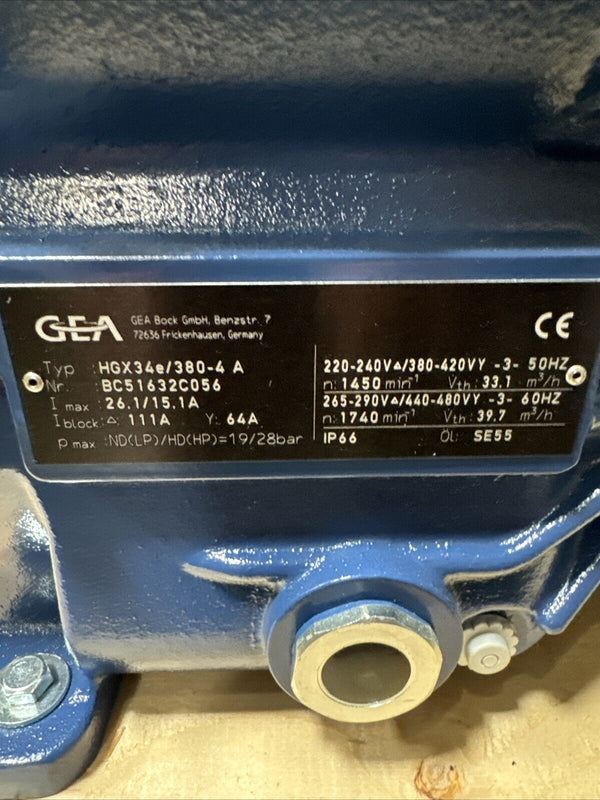 GEA
GEA Bock GmbH, Benzstr. 7
72636 Frickenhausen, Germany
CE
Typ :HGX34e/380-4 A
Nr. :BC51632C056
I max :26.1/15.1A
I block:△ 111A Y: 64A
p max :ND(LP)/HD(HP)=19/28bar
220-240V△/380-420VY -3- 50HZ
n:1450 min⁻¹ Vth:33.1 m³/h
265-290V△/440-480VY -3- 60HZ
n:1740 min⁻¹ Vth:39.7 m³/h
IP66 Öl: SE55